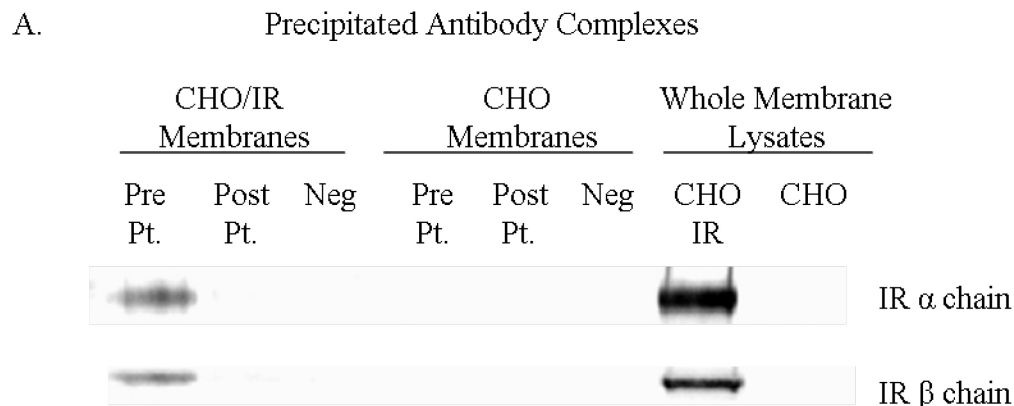 A. Precipitated Antibody Complexes
CHO/IR CHO Whole Membrane
Membranes Membranes Lysates
Pre Post Neg Pre Post Neg CHO CHO
Pt. Pt. Pt. Pt. IR
IR α chain
IR β chain